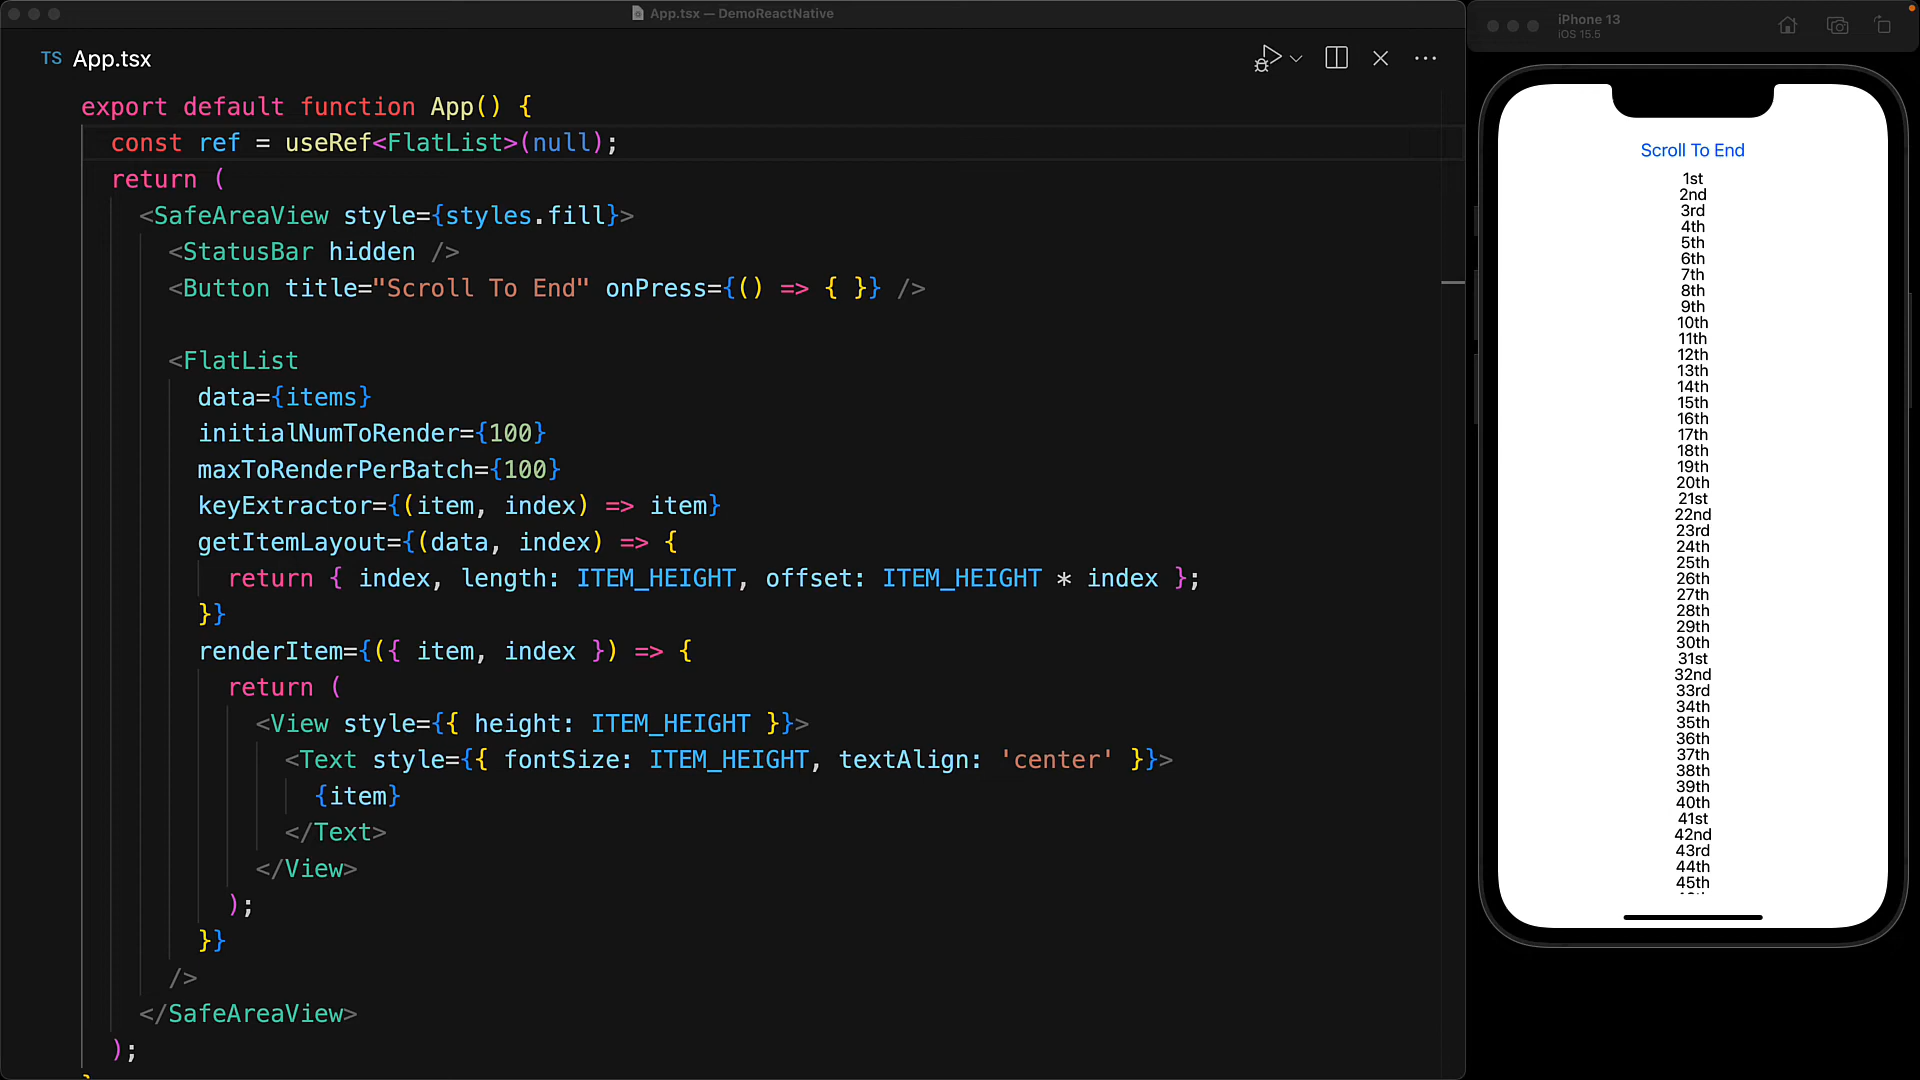 App.tsx — DemoReactNative
TS App.tsx
export default function App() {
const ref = useRef<FlatList>(null);
return (
<SafeAreaView style={styles.fill}>
<StatusBar hidden />
<Button title="Scroll To End" onPress={() => { }} />
<FlatList
data={items}
initialNumToRender={100}
maxToRenderPerBatch={100}
keyExtractor={(item, index) => item}
getItemLayout={(data, index) => {
return { index, length: ITEM_HEIGHT, offset: ITEM_HEIGHT * index };
}}
renderItem={({ item, index }) => {
return (
<View style={{ height: ITEM_HEIGHT }}>
<Text style={{ fontSize: ITEM_HEIGHT, textAlign: 'center' }}>
{item}
</Text>
</View>
);
}}
/>
</SafeAreaView>
);
iPhone 13
iOS 15.5
Scroll To End
1st
2nd
3rd
4th
5th
6th
7th
8th
9th
10th
11th
12th
13th
14th
15th
16th
17th
18th
19th
20th
21st
22nd
23rd
24th
25th
26th
27th
28th
29th
30th
31st
32nd
33rd
34th
35th
36th
37th
38th
39th
40th
41st
42nd
43rd
44th
45th